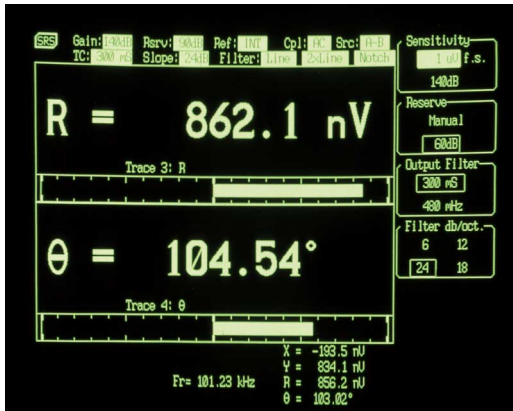 SRS Gain: 140dB Rsrv: 90dB Ref: INT Cpl: AC Src: A-B
TC: 300 mS Slope: 24dB Filter: Line 2xLine Notch
R = 862.1 nV
Trace 3: R
θ = 104.54°
Trace 4: θ
X = -193.5 nV
Y = 834.1 nV
Fr= 101.23 kHz R = 856.2 nV
θ = 103.02°
Sensitivity
1 uV f.s.
140dB
Reserve
Manual
60dB
Output Filter
300 mS
480 mHz
Filter db/oct.
6 12
24 18